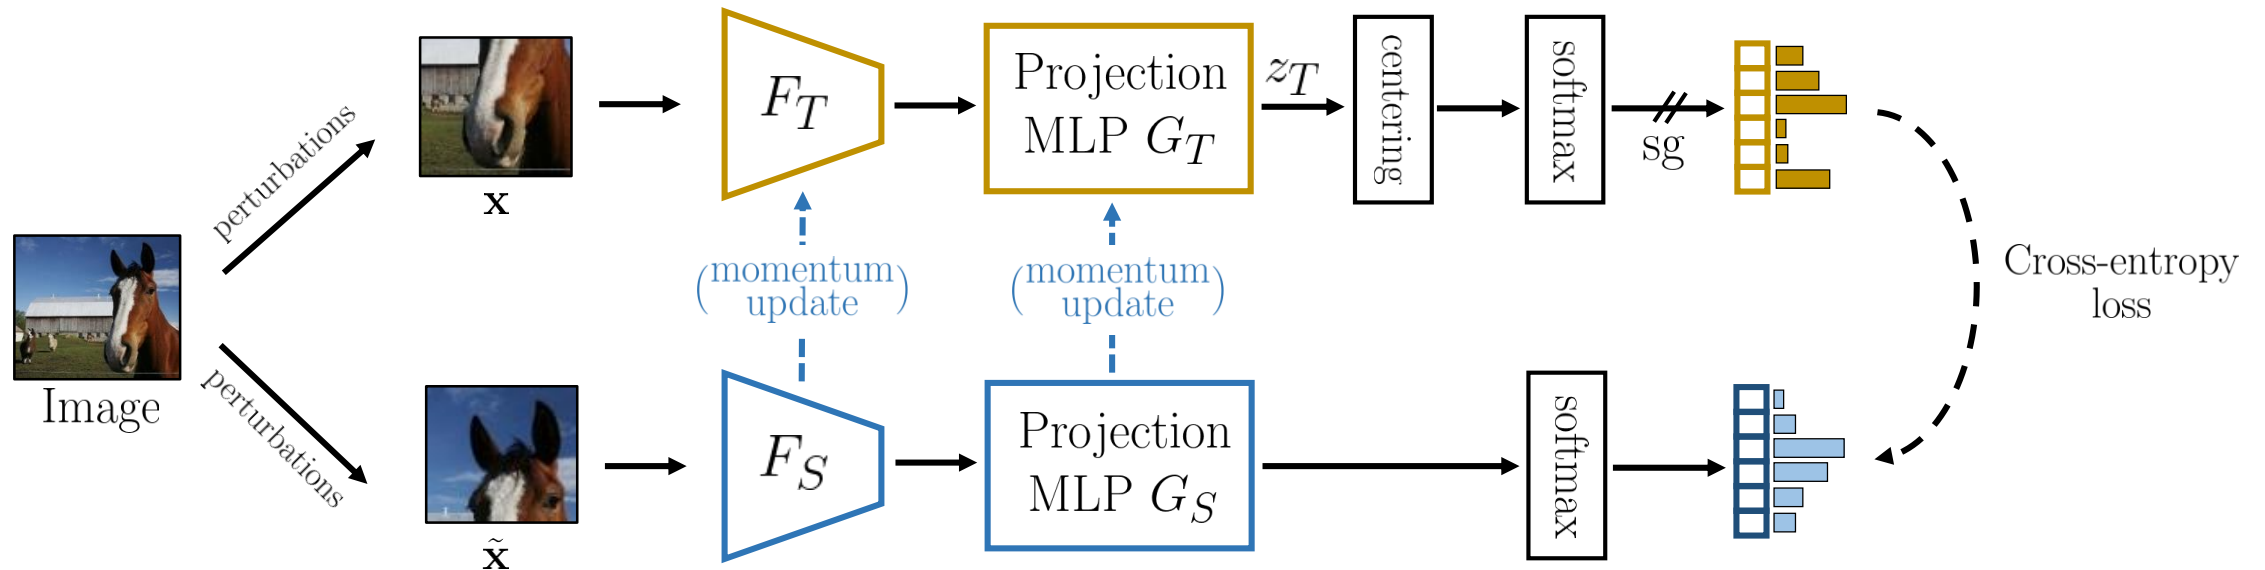 perturbations
x
F_T
Projection
MLP G_T
z_T
centering
softmax
sg
(momentum
update)
(momentum
update)
Cross-entropy
loss
Image
perturbations
x̃
F_S
Projection
MLP G_S
softmax